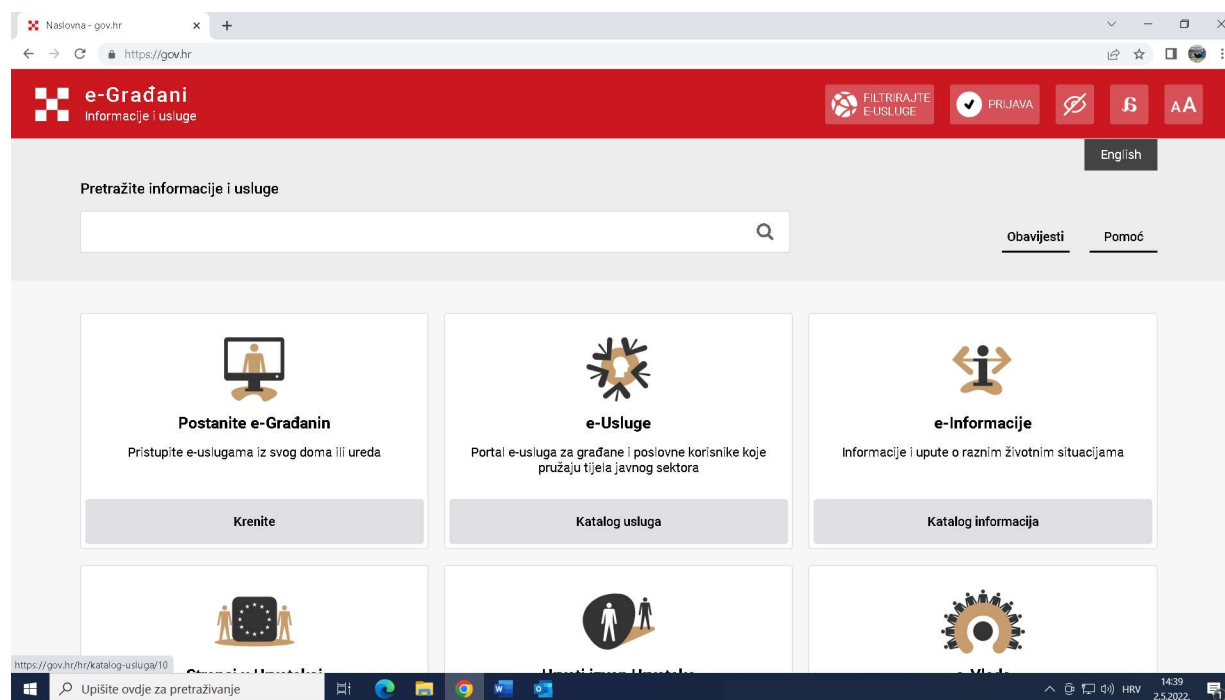 Naslovna - gov.hr
https://gov.hr
e-Građani
Informacije i usluge
FILTRIRAJTE
E-USLUGE
PRIJAVA
AA
English
Pretražite informacije i usluge
Obavijesti
Pomoć
Postanite e-Građanin
Pristupite e-uslugama iz svog doma ili ureda
Krenite
e-Usluge
Portal e-usluga za građane i poslovne korisnike koje
pružaju tijela javnog sektora
Katalog usluga
e-Informacije
Informacije i upute o raznim životnim situacijama
Katalog informacija
https://gov.hr/hr/katalog-usluga/10
Upišite ovdje za pretraživanje
HRV
14:39
2.5.2022.